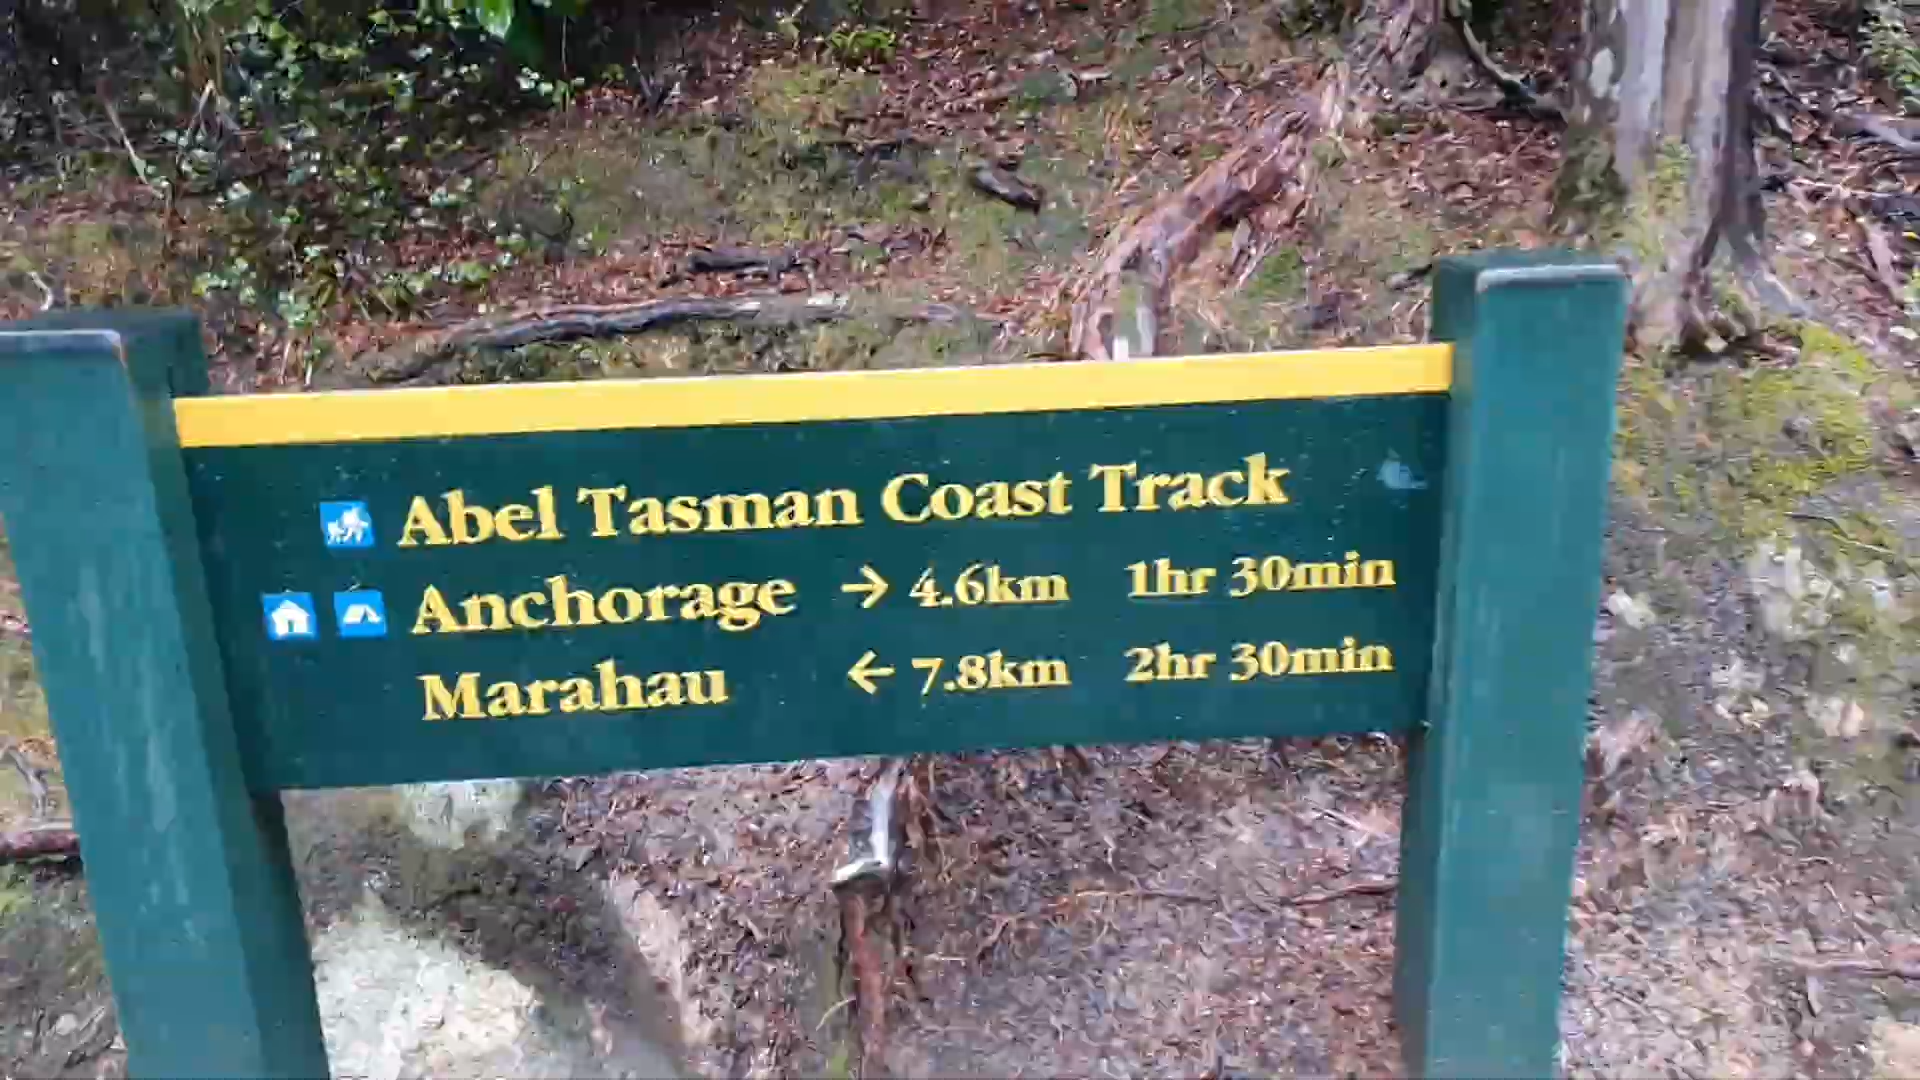 Abel Tasman Coast Track
Anchorage → 4.6km 1hr 30min
Marahau ← 7.8km 2hr 30min